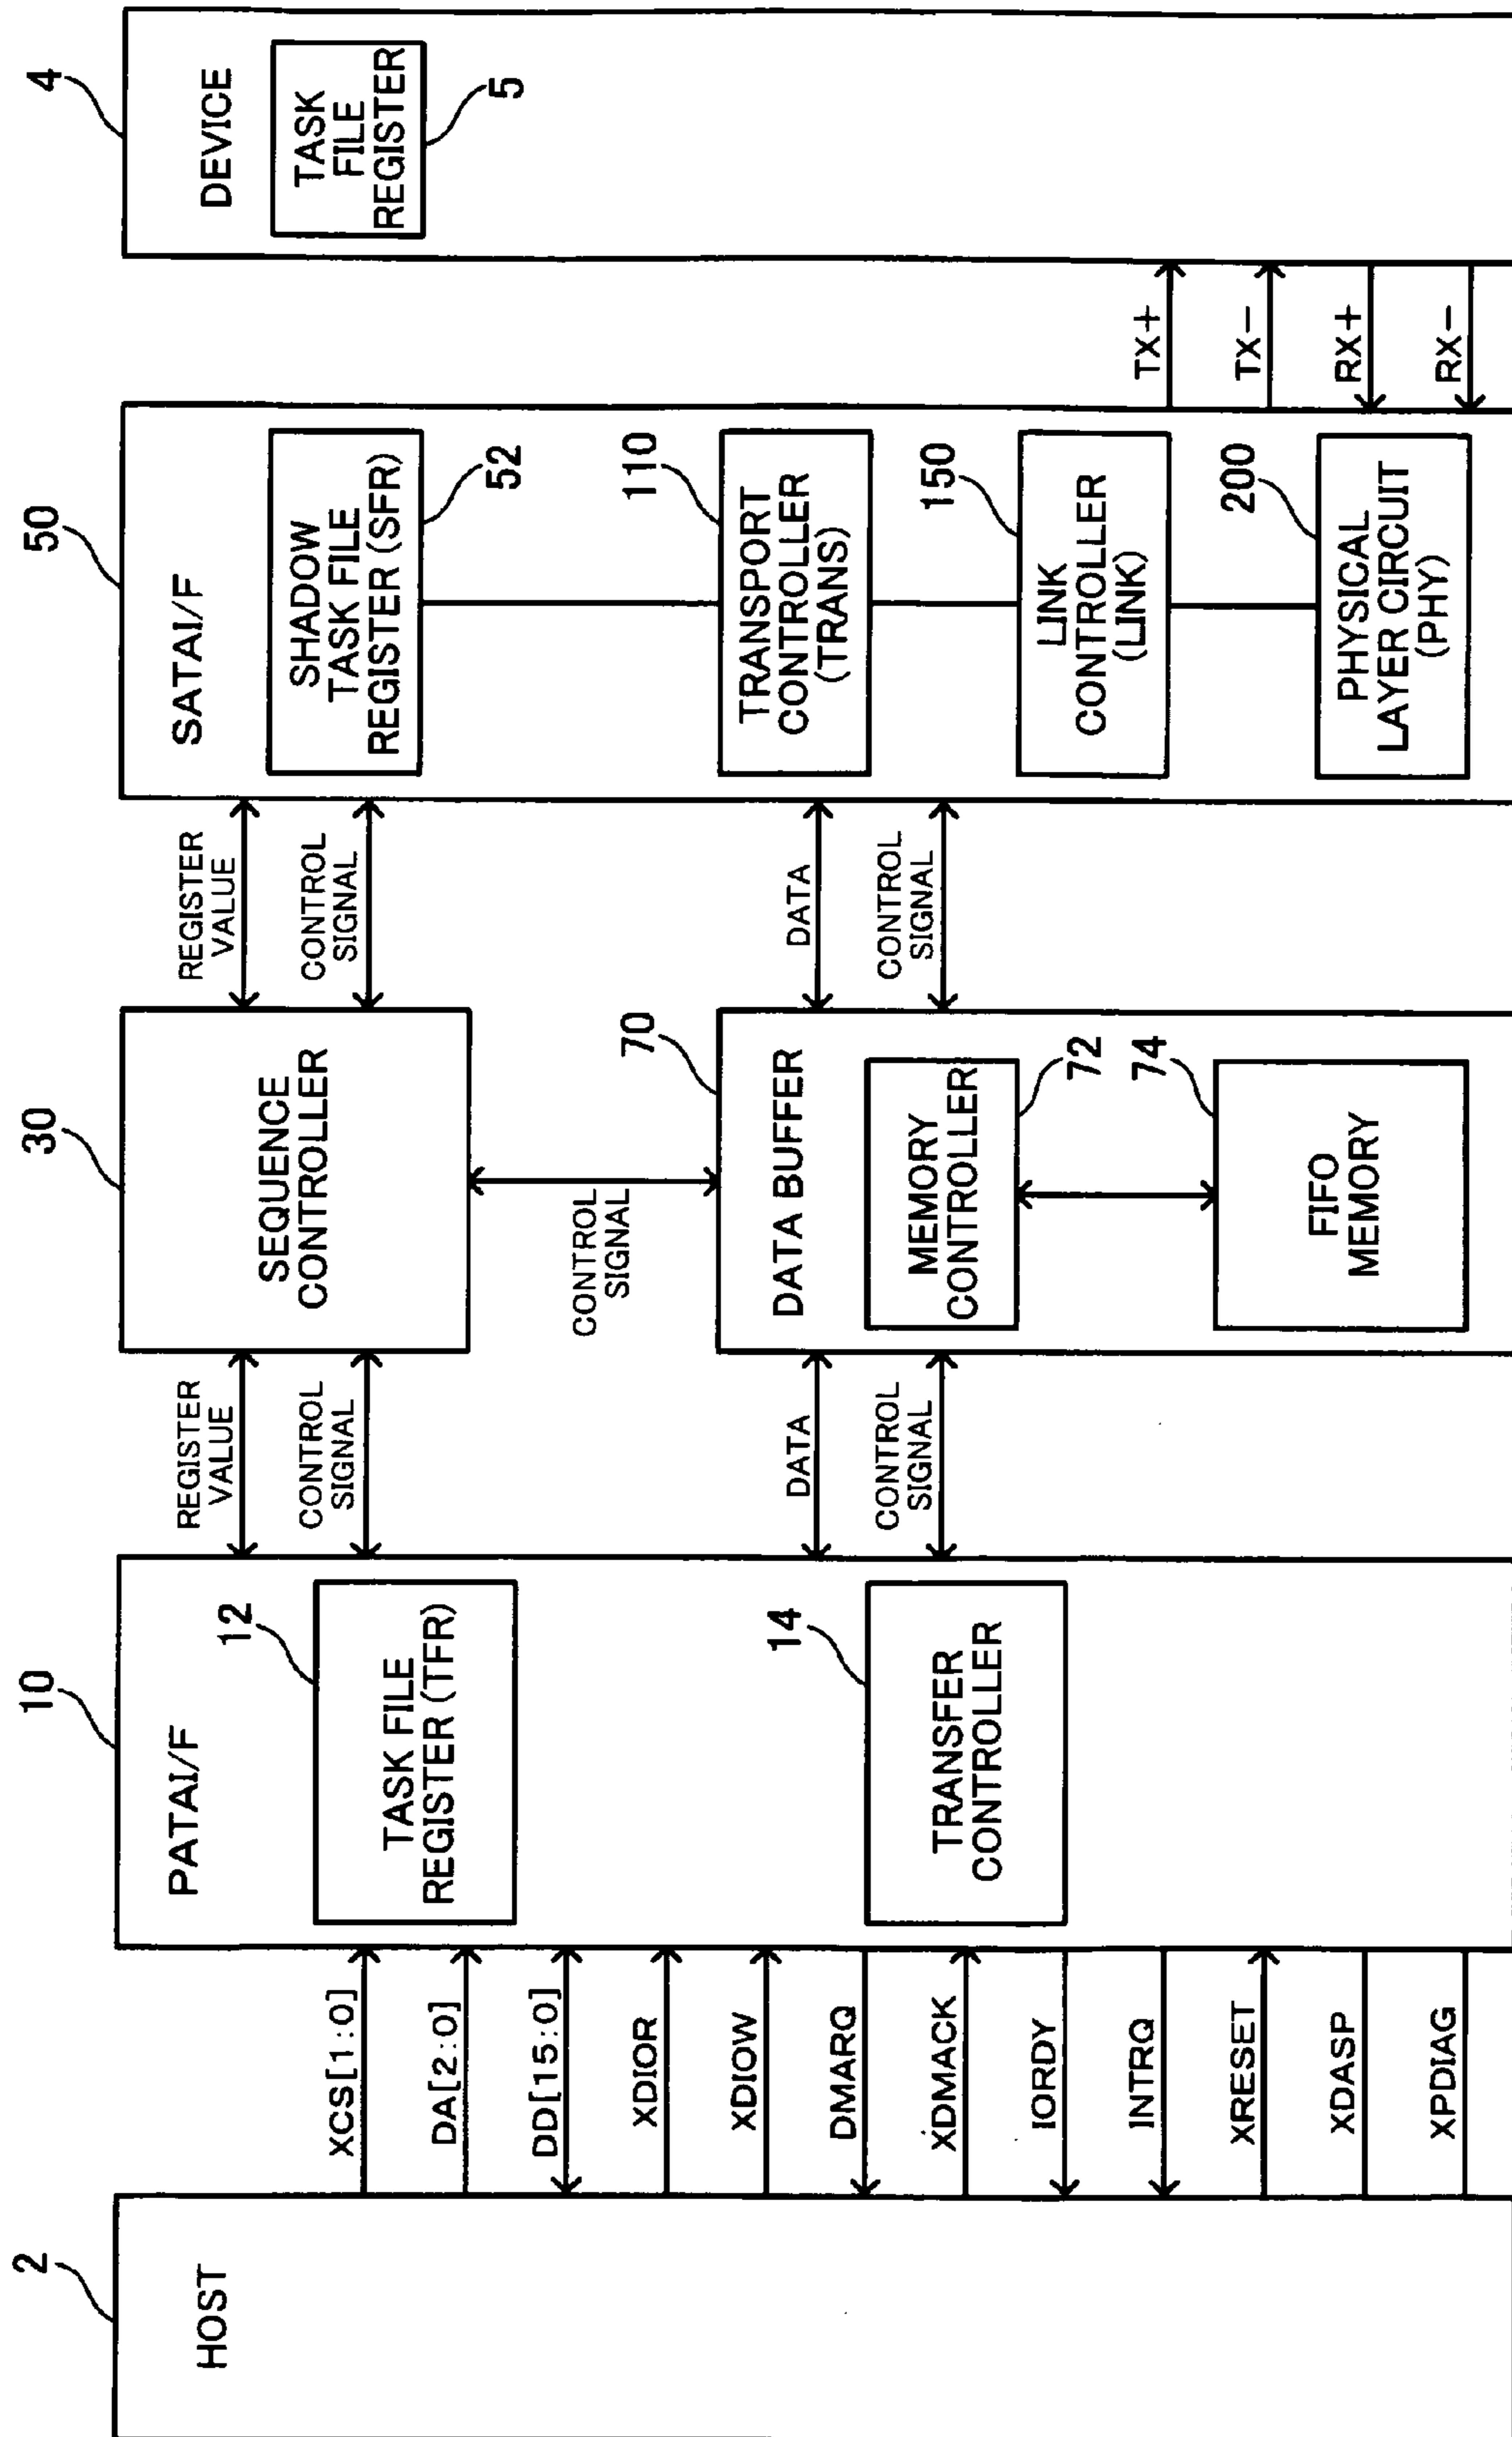 2
HOST
XCS[1:0]
DA[2:0]
DD[15:0]
XDIOR
XDIOW
DMARQ
XDMACK
IORDY
INTRQ
XRESET
XDASP
XPDIAG
10
PATAI/F
12
TASK FILE
REGISTER (TFR)
14
TRANSFER
CONTROLLER
REGISTER
VALUE
CONTROL
SIGNAL
DATA
CONTROL
SIGNAL
30
SEQUENCE
CONTROLLER
CONTROL
SIGNAL
70
DATA BUFFER
MEMORY
CONTROLLER
72
74
FIFO
MEMORY
REGISTER
VALUE
CONTROL
SIGNAL
DATA
CONTROL
SIGNAL
50
SATAI/F
SHADOW
TASK FILE
REGISTER (SFR)
52
110
TRANSPORT
CONTROLLER
(TRANS)
150
LINK
CONTROLLER
(LINK)
200
PHYSICAL
LAYER CIRCUIT
(PHY)
TX+
TX-
RX+
RX-
4
DEVICE
TASK
FILE
REGISTER
5